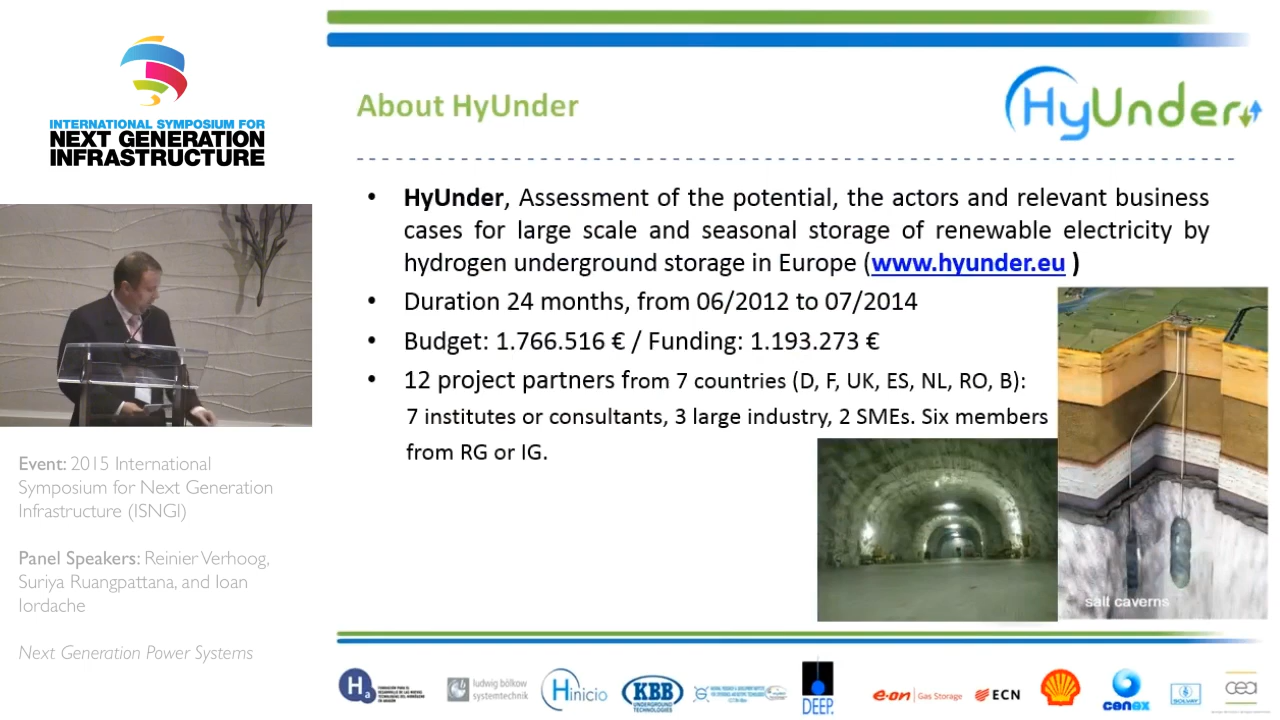 INTERNATIONAL SYMPOSIUM FOR
NEXT GENERATION
INFRASTRUCTURE
Event: 2015 International
Symposium for Next Generation
Infrastructure (ISNGI)
Panel Speakers: Reinier Verhoog,
Suriya Ruangpattana, and Ioan
Iordache
Next Generation Power Systems
About HyUnder
HyUnder
• HyUnder, Assessment of the potential, the actors and relevant business
cases for large scale and seasonal storage of renewable electricity by
hydrogen underground storage in Europe (www.hyunder.eu )
• Duration 24 months, from 06/2012 to 07/2014
• Budget: 1.766.516 € / Funding: 1.193.273 €
• 12 project partners from 7 countries (D, F, UK, ES, NL, RO, B):
7 institutes or consultants, 3 large industry, 2 SMEs. Six members
from RG or IG.
salt caverns
Ha
ludwig bölkow
systemtechnik
Hinicio
KBB
UNDERGROUND
TECHNOLOGIES
DEEP.
e·on Gas Storage
ECN
cenex
SOLVAY
cea